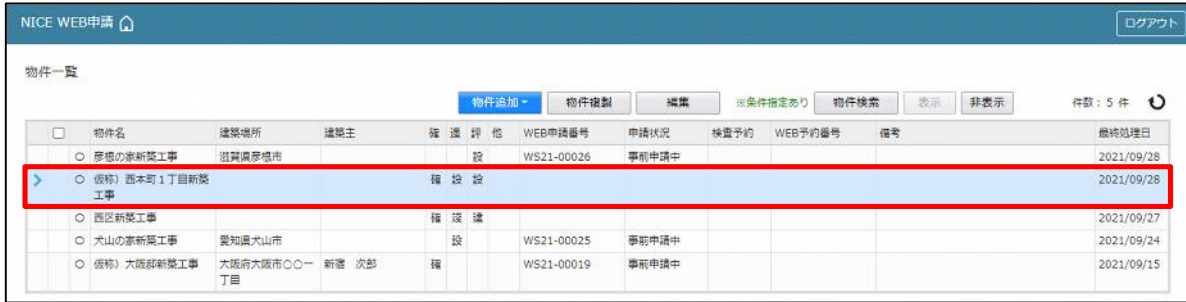 NICE WEB申請
ログアウト
物件一覧
物件追加 物件複製 編集 ※条件指定あり 物件検索 表示 非表示 件数：5 件
物件名 建築場所 建築主 確 適 評 他 WEB申請番号 申請状況 検査予約 WEB予約番号 備考 最終処理日
彦根の家新築工事 滋賀県彦根市 設 WS21-00026 事前申請中 2021/09/28
仮称）西本町１丁目新築 確 設 設 2021/09/28
工事
西区新築工事 確 竣 建 2021/09/27
犬山の家新築工事 愛知県犬山市 設 WS21-00025 事前申請中 2021/09/24
仮称）大阪邸新築工事 大阪府大阪市〇〇一 新宿 次郎 確 WS21-00019 事前申請中 2021/09/15
丁目